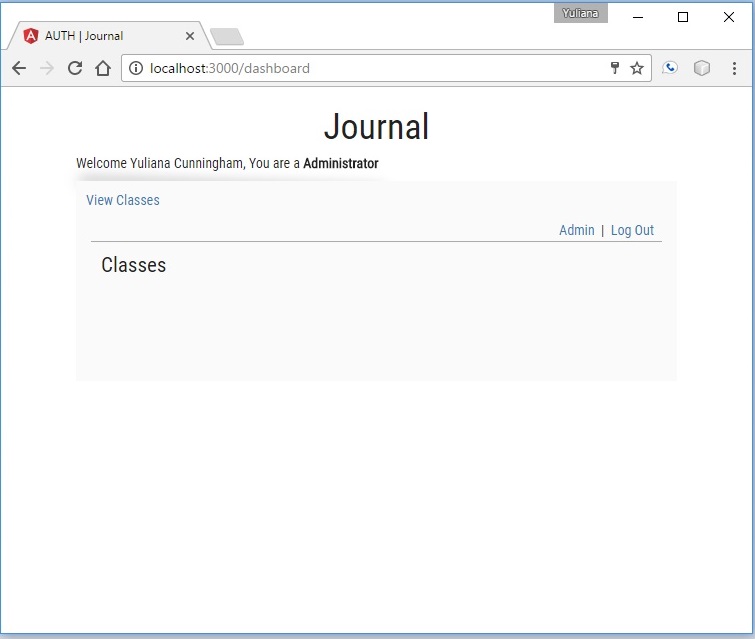 Yuliana
AUTH | Journal
localhost:3000/dashboard
Journal
Welcome Yuliana Cunningham, You are a Administrator
View Classes
Admin | Log Out
Classes